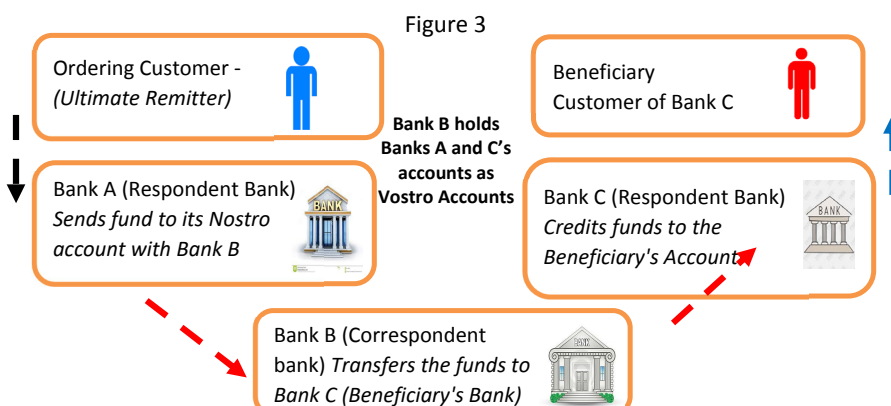 Figure 3
Ordering Customer -
(Ultimate Remitter)
Beneficiary
Customer of Bank C
Bank B holds
Banks A and C's
accounts as
Vostro Accounts
Bank A (Respondent Bank)
Sends fund to its Nostro
account with Bank B
BANK
Bank C (Respondent Bank)
Credits funds to the
Beneficiary's Account
BANK
Bank B (Correspondent
bank) Transfers the funds to
Bank C (Beneficiary's Bank)
BANK